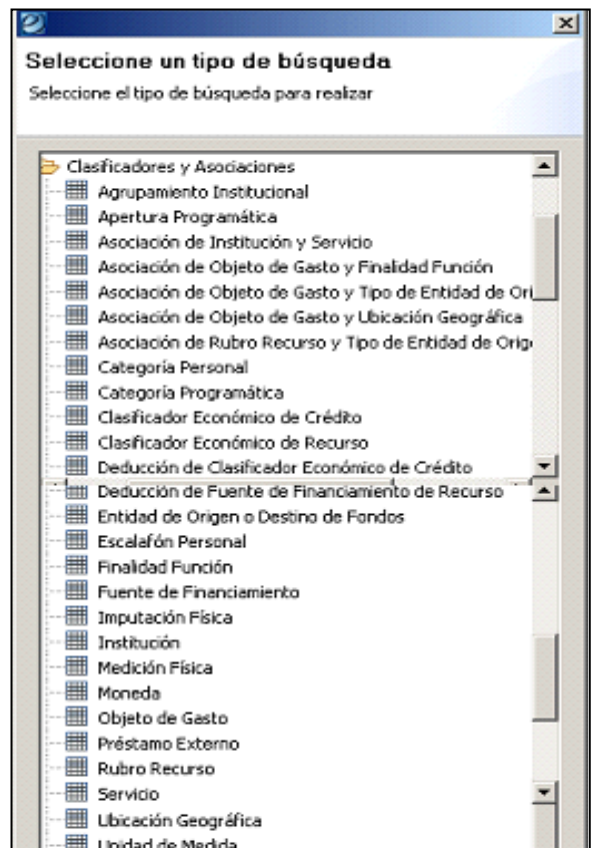 Seleccione un tipo de búsqueda
Seleccione el tipo de búsqueda para realizar
Clasificadores y Asociaciones
Agrupamiento Institucional
Apertura Programática
Asociación de Institución y Servicio
Asociación de Objeto de Gasto y Finalidad Función
Asociación de Objeto de Gasto y Tipo de Entidad de Ori
Asociación de Objeto de Gasto y Ubicación Geográfica
Asociación de Rubro Recurso y Tipo de Entidad de Orig
Categoría Personal
Categoría Programática
Clasificador Económico de Crédito
Clasificador Económico de Recurso
Deducción de Clasificador Económico de Crédito
Deducción de Fuente de Financiamiento de Recurso
Entidad de Origen o Destino de Fondos
Escalafón Personal
Finalidad Función
Fuente de Financiamiento
Imputación Física
Institución
Medición Física
Moneda
Objeto de Gasto
Préstamo Externo
Rubro Recurso
Servicio
Ubicación Geográfica
Unidad de Medida